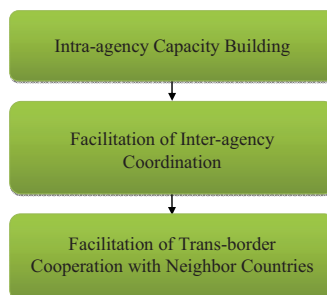 Intra-agency Capacity Building
Facilitation of Inter-agency
Coordination
Facilitation of Trans-border
Cooperation with Neighbor Countries